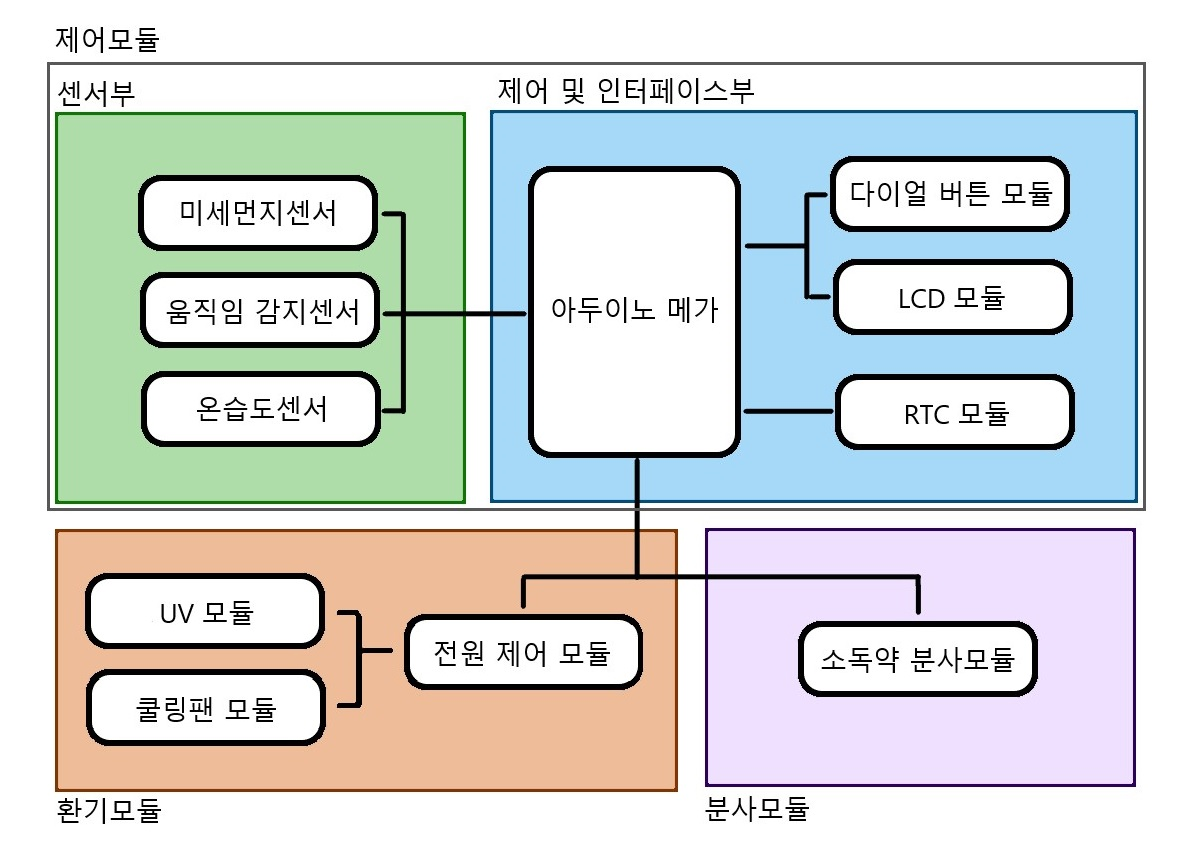 제어모듈
센서부
제어 및 인터페이스부
미세먼지센서
움직임 감지센서
온습도센서
아두이노 메가
다이얼 버튼 모듈
LCD 모듈
RTC 모듈
UV 모듈
쿨링팬 모듈
전원 제어 모듈
소독약 분사모듈
환기모듈
분사모듈